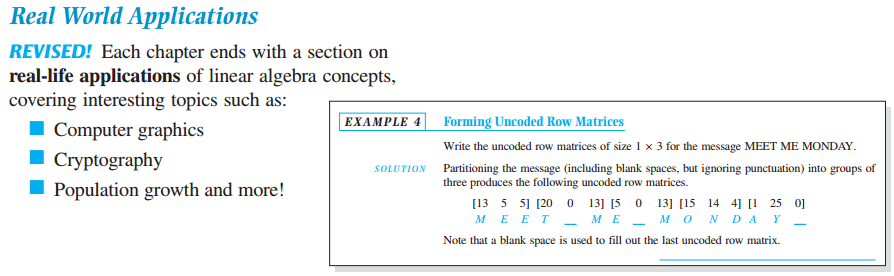 Real World Applications
REVISED! Each chapter ends with a section on
real-life applications of linear algebra concepts,
covering interesting topics such as:
Computer graphics
Cryptography
Population growth and more!
EXAMPLE 4 Forming Uncoded Row Matrices
Write the uncoded row matrices of size 1 × 3 for the message MEET ME MONDAY.
SOLUTION Partitioning the message (including blank spaces, but ignoring punctuation) into groups of
three produces the following uncoded row matrices.
[13 5 5] [20 0 13] [5 0 13] [15 14 4] [1 25 0]
M E E T _ M E _ M O N D A Y _
Note that a blank space is used to fill out the last uncoded row matrix.